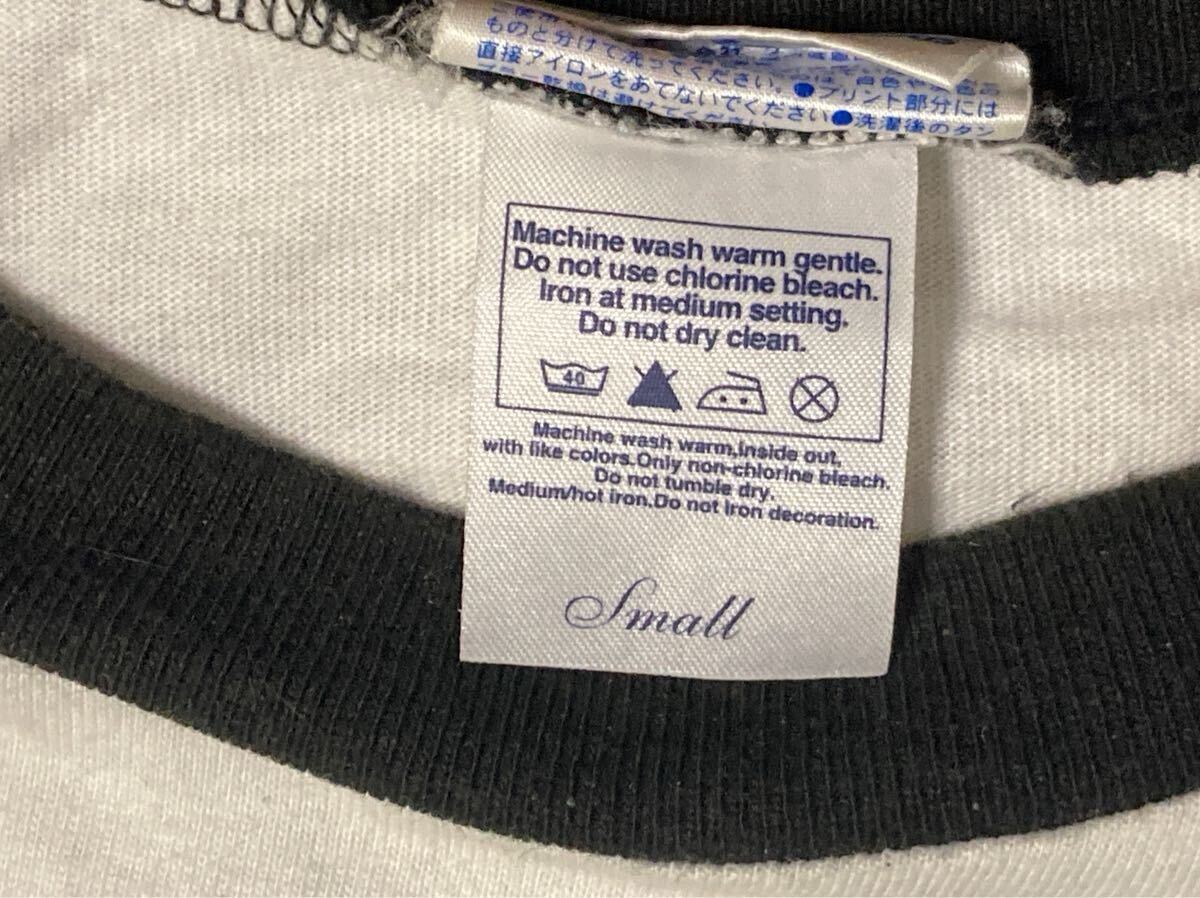 ものと分けて洗ってください。
直接アイロンをあてないでください●洗濯後のタン
●プリント部分には
Machine wash warm gentle.
Do not use chlorine bleach.
Iron at medium setting.
Do not dry clean.
40
Machine wash warm,inside out,
with like colors.Only non-chlorine bleach.
Do not tumble dry.
Medium/hot iron.Do not iron decoration.
Small